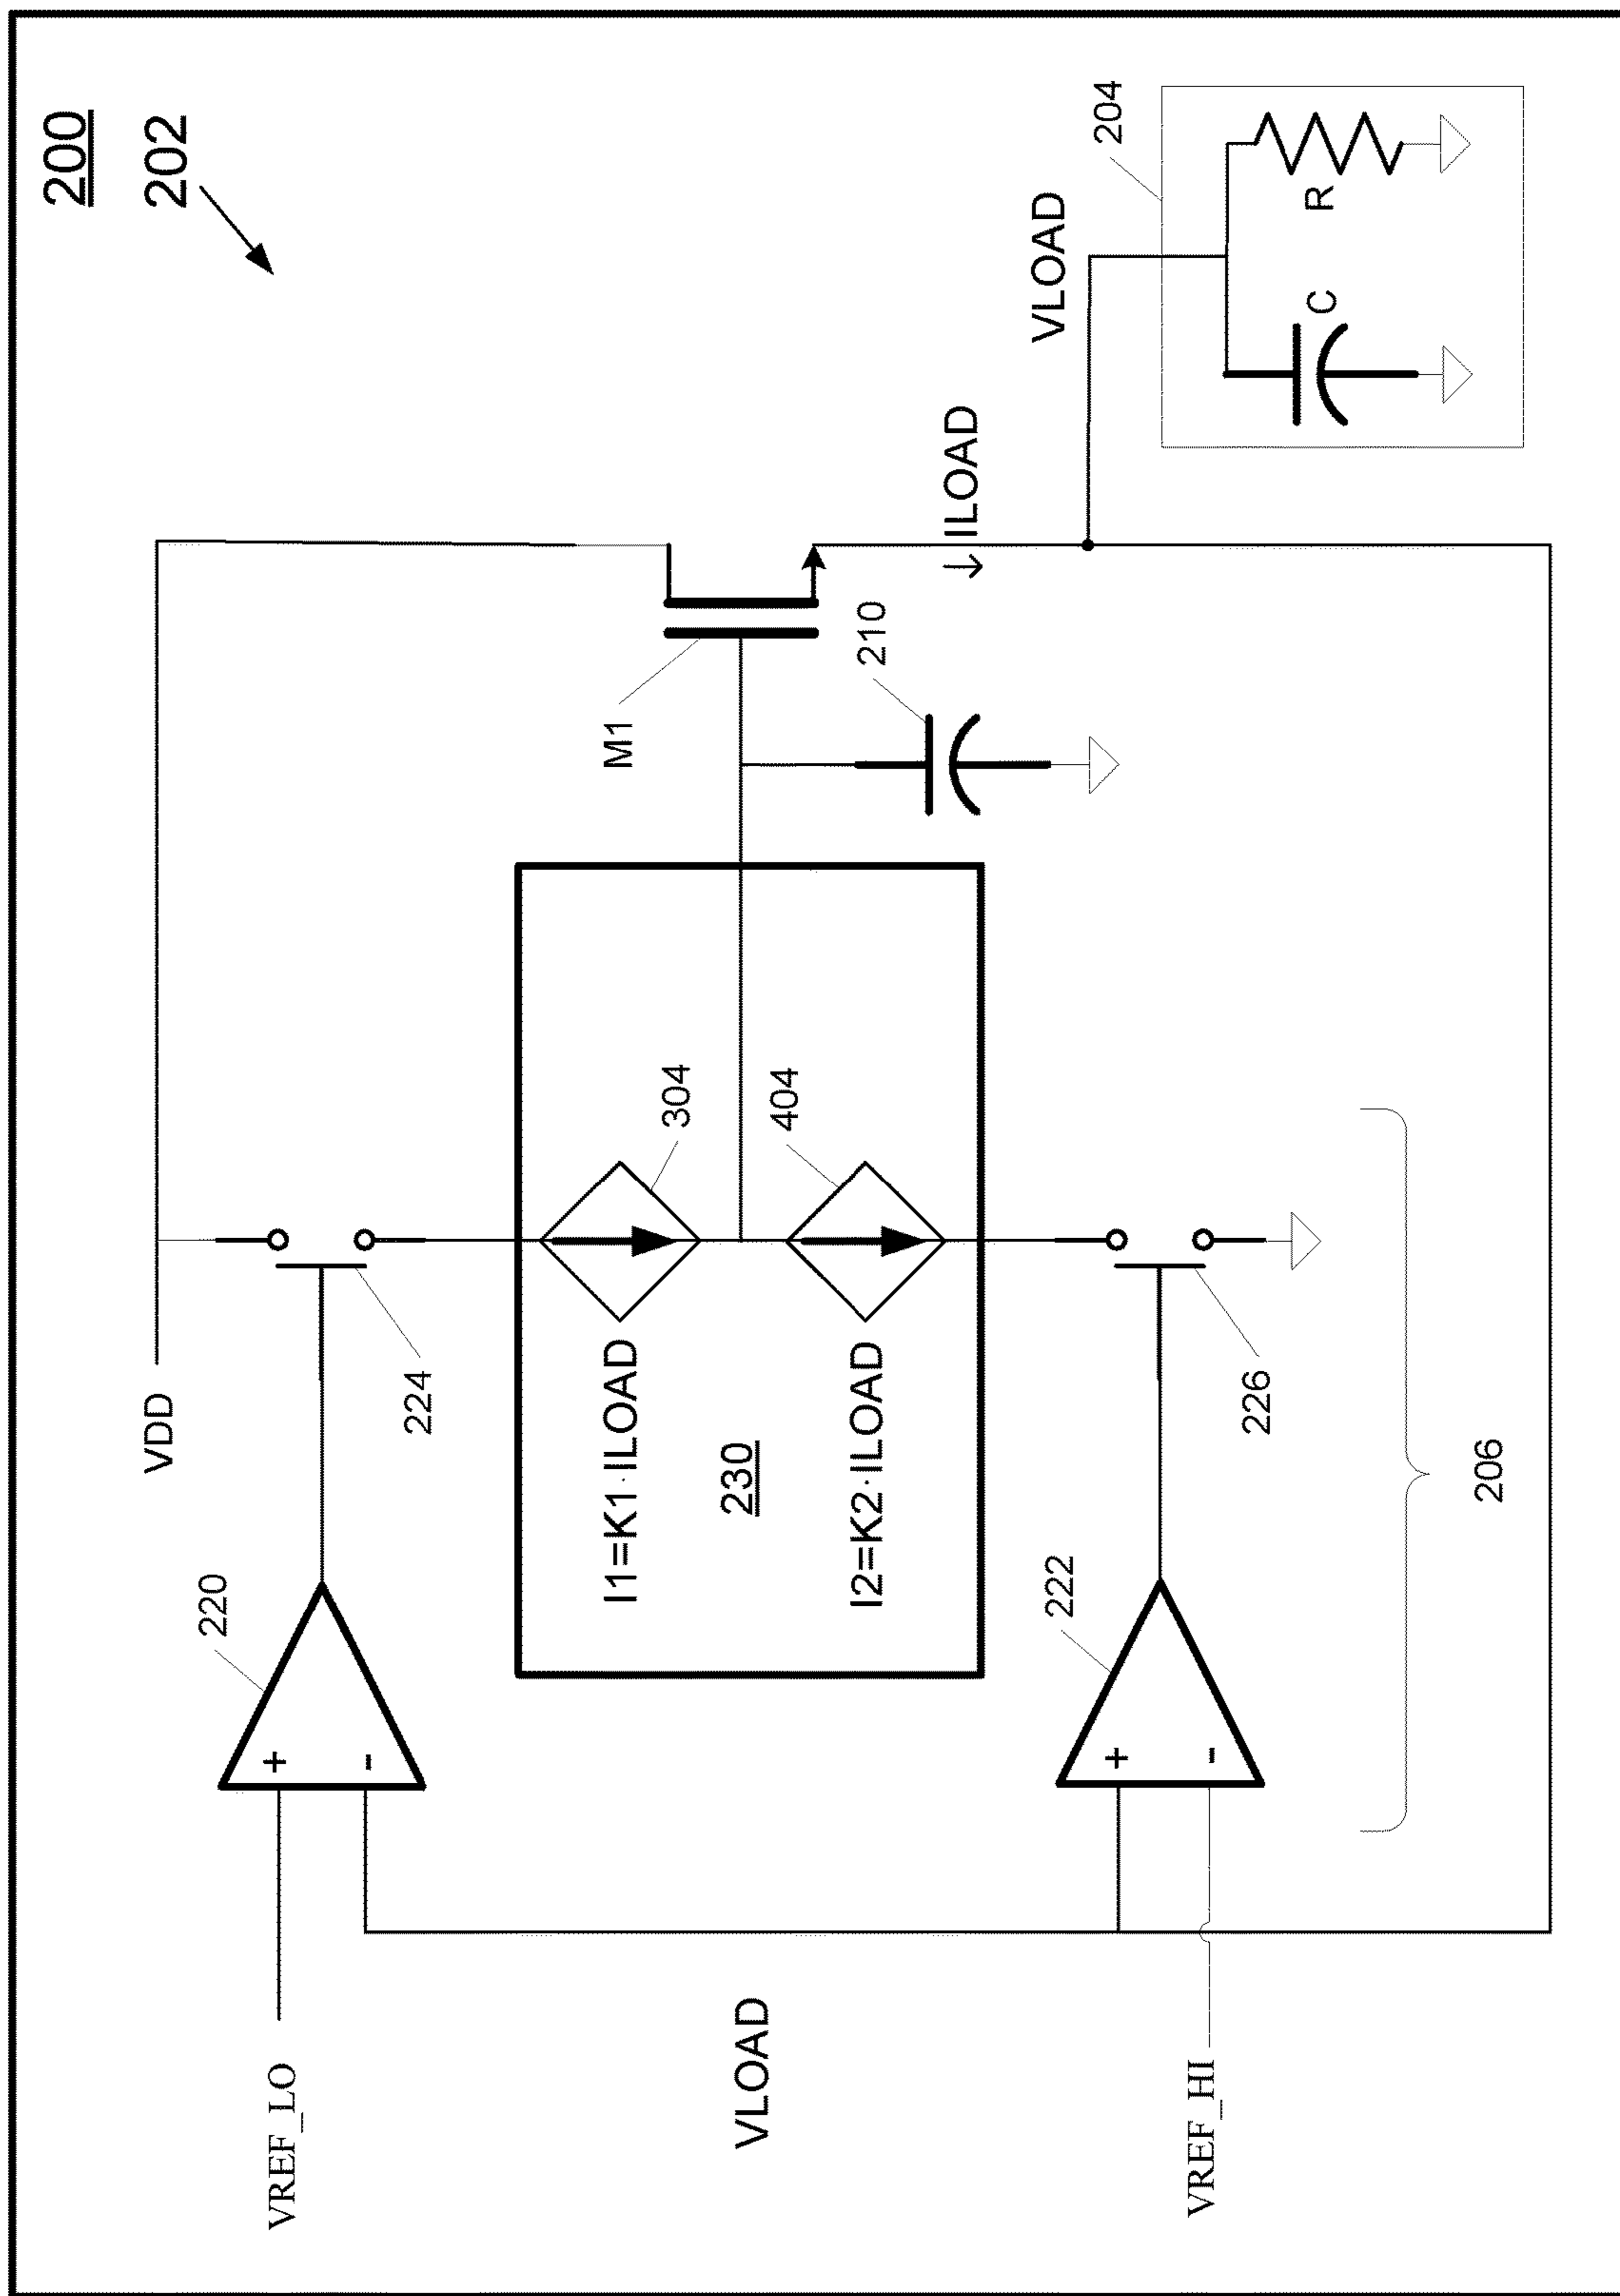 200
202
VDD
220
224
VREF_LO
+
-
I1=K1·ILOAD
304
M1
230
VLOAD
I2=K2·ILOAD
404
210
ILOAD
VLOAD
204
222
+
-
226
VREF_HI
C
R
206